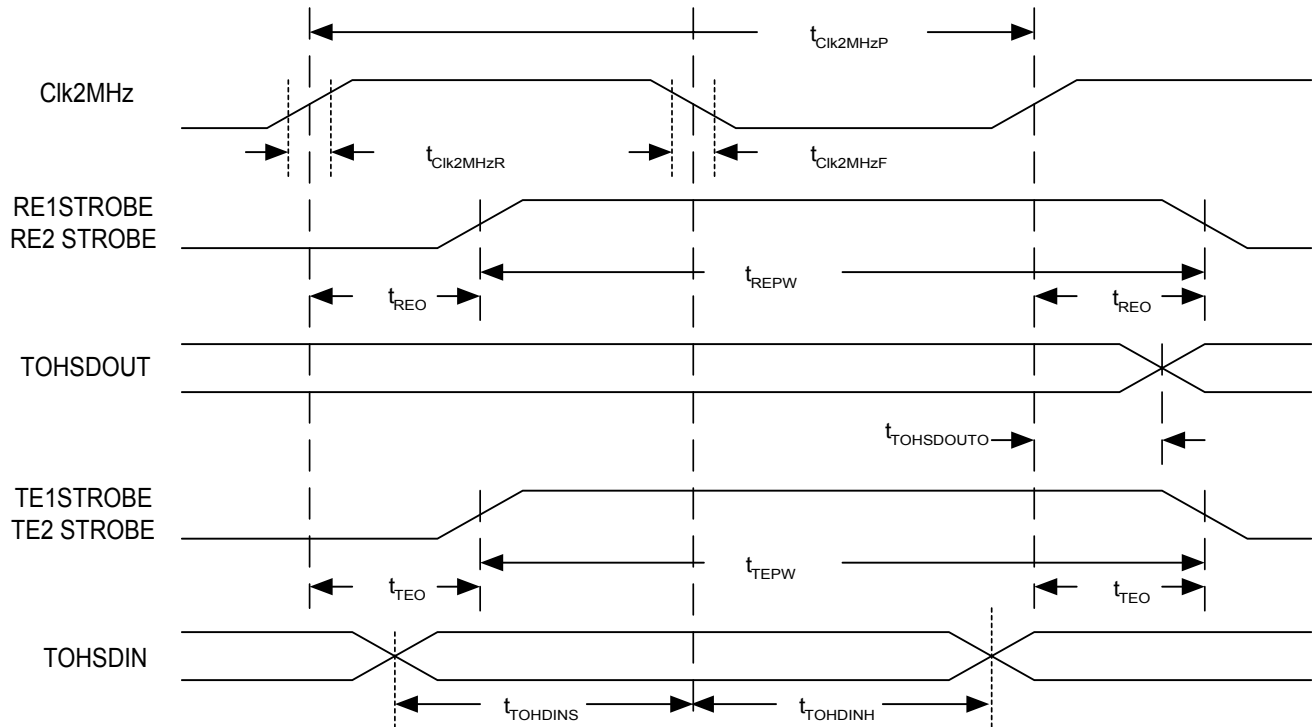 tClk2MHzP
Clk2MHz
tClk2MHzR
tClk2MHzF
RE1STROBE
RE2 STROBE
tREPW
tREO
tREO
TOHSDOUT
tTOHSDOUTO
TE1STROBE
TE2 STROBE
tTEPW
tTEO
tTEO
TOHSDIN
tTOHDINS
tTOHDINH